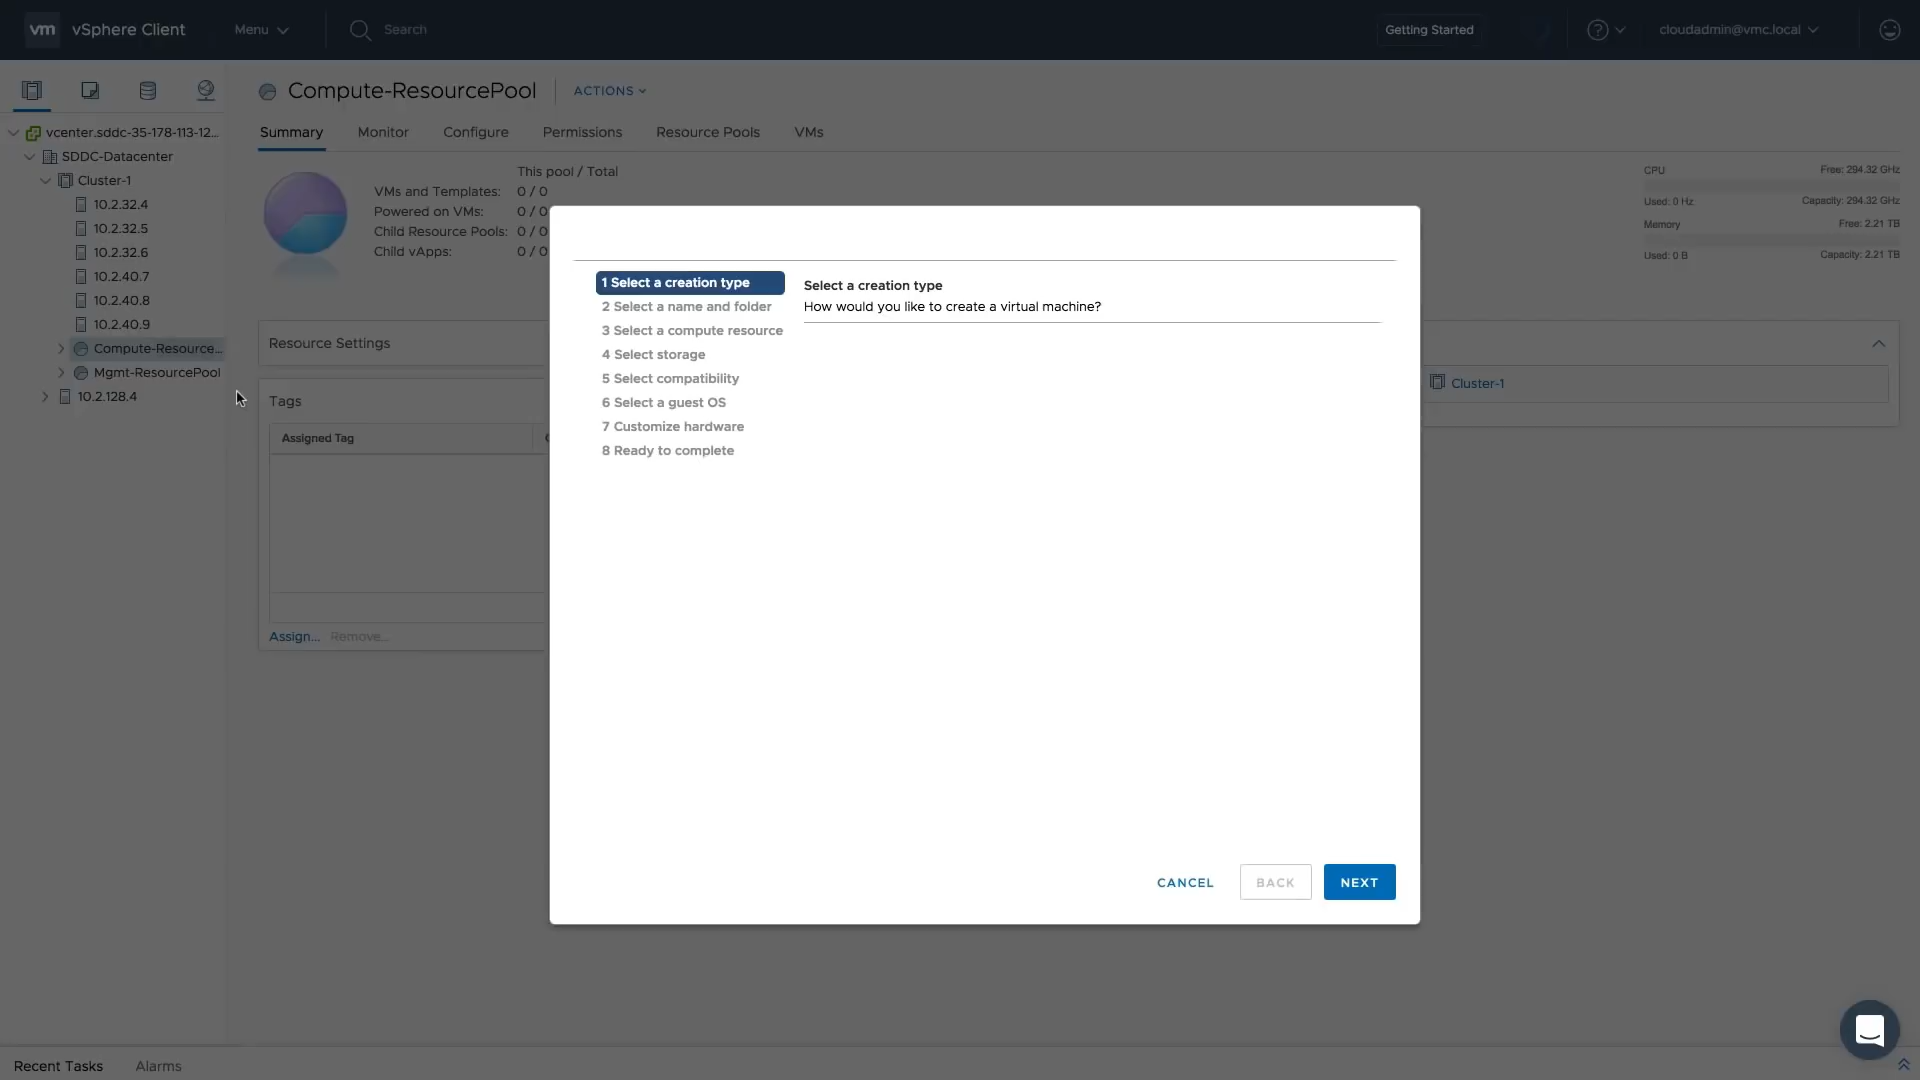 vm vSphere Client Menu Search Getting Started cloudadmin@vmc.local
Compute-ResourcePool ACTIONS
Summary Monitor Configure Permissions Resource Pools VMs
vcenter.sddc-35-178-113-12...
SDDC-Datacenter
Cluster-1
10.2.32.4
10.2.32.5
10.2.32.6
10.2.40.7
10.2.40.8
10.2.40.9
Compute-Resource...
Mgmt-ResourcePool
10.2.128.4
This pool / Total
VMs and Templates: 0 / 0
Powered on VMs: 0 / 0
Child Resource Pools: 0 / 0
Child vApps: 0 / 0
CPU Free: 294.32 GHz
Used: 0 Hz Capacity: 294.32 GHz
Memory Free: 2.21 TB
Used: 0 B Capacity: 2.21 TB
Resource Settings
Cluster-1
Tags
Assigned Tag
Assign... Remove...
1 Select a creation type
2 Select a name and folder
3 Select a compute resource
4 Select storage
5 Select compatibility
6 Select a guest OS
7 Customize hardware
8 Ready to complete
Select a creation type
How would you like to create a virtual machine?
CANCEL BACK NEXT
Recent Tasks Alarms